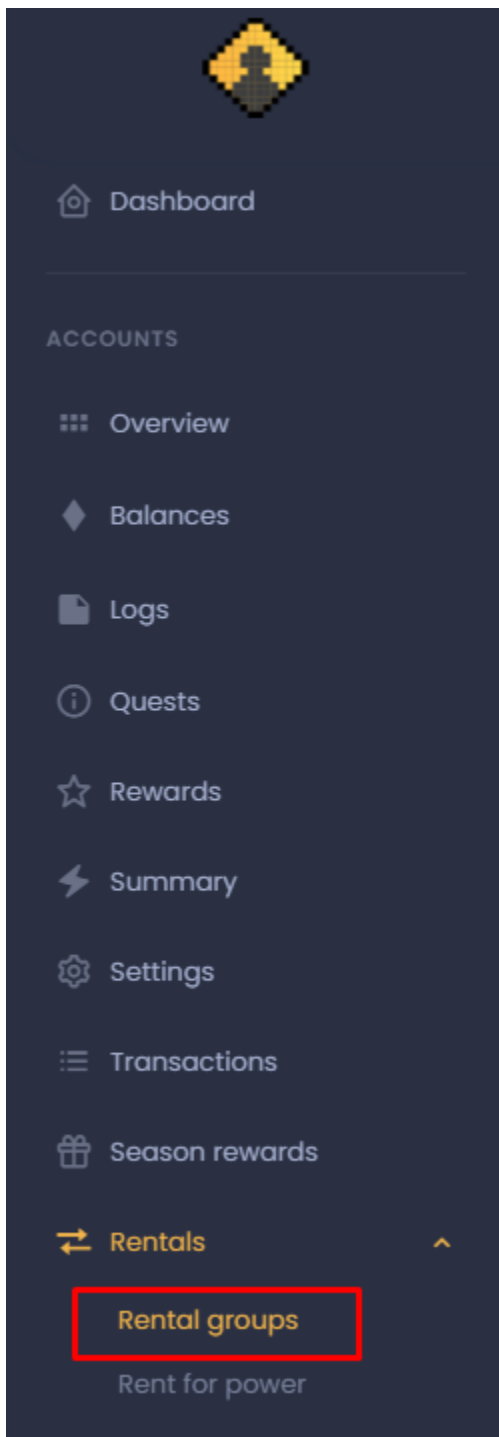 Dashboard
ACCOUNTS
Overview
Balances
Logs
Quests
Rewards
Summary
Settings
Transactions
Season rewards
Rentals
Rental groups
Rent for power